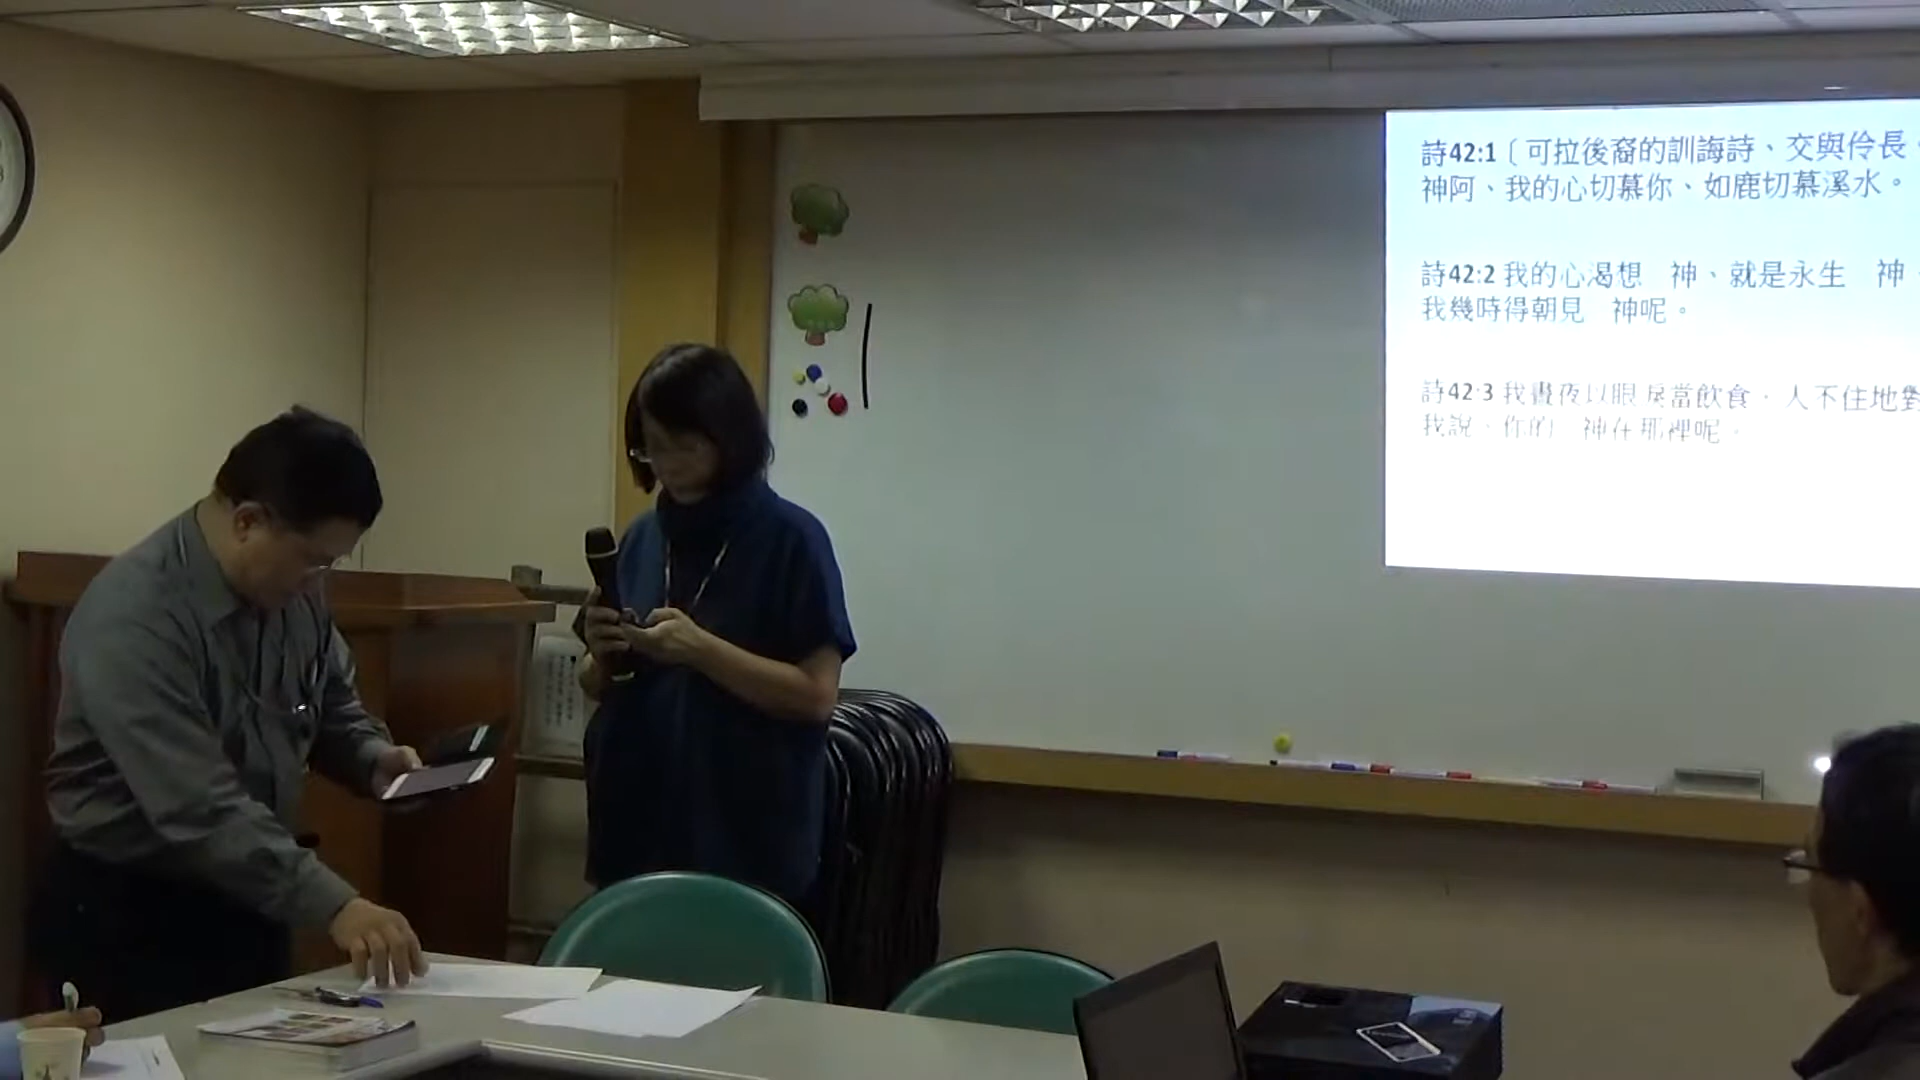 詩42:1〔可拉後裔的訓誨詩、交與伶長。
神阿、我的心切慕你、如鹿切慕溪水。
詩42:2 我的心渴想　神、就是永生　神、
我幾時得朝見　神呢。
詩42:3 我晝夜以眼淚當飲食．人不住地對
我說、你的　神在那裡呢。